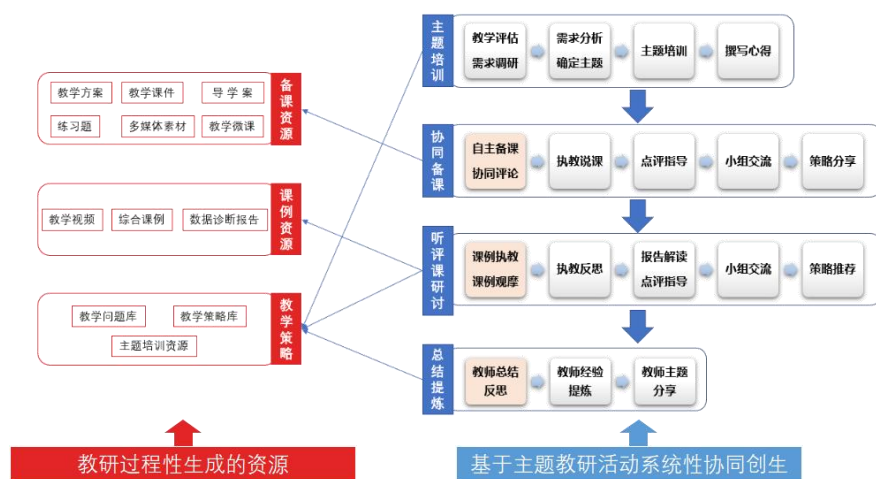 备课资源
教学方案 教学课件 导 学 案
练习题 多媒体素材 教学微课
课例资源
教学视频 综合课例 数据诊断报告
教学策略
教学问题库 教学策略库
主题培训资源
教研过程性生成的资源
主题培训
教学评估 需求分析 主题培训 撰写心得
需求调研 确定主题
协同备课
自主备课 执教说课 点评指导 小组交流 策略分享
协同评论
听评课研讨
课例执教 执教反思 报告解读 小组交流 策略推荐
课例观摩 点评指导
总结提炼
教师总结 教师经验 教师主题
反思 提炼 分享
基于主题教研活动系统性协同创生